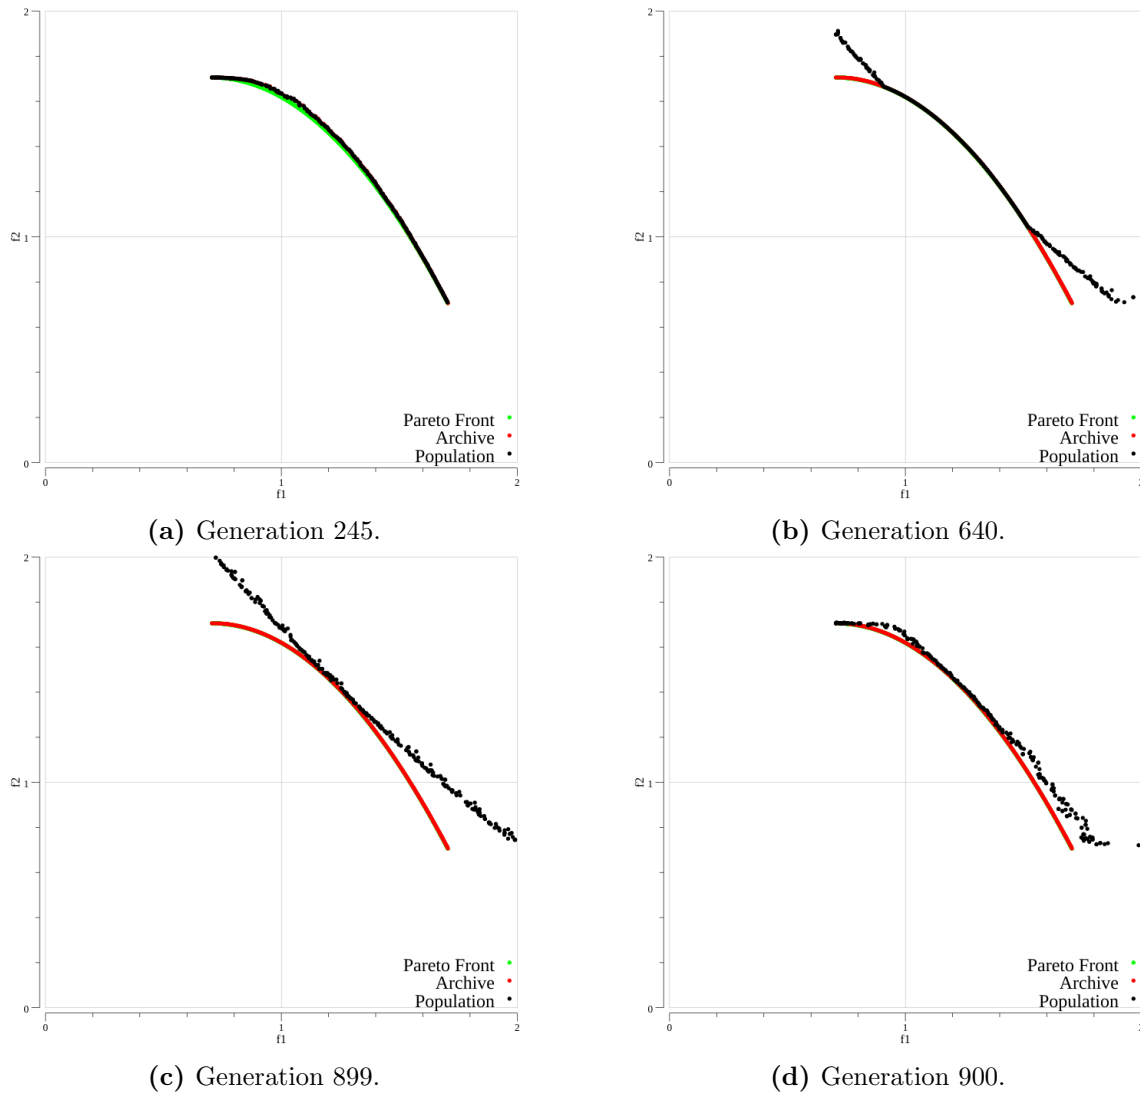 2
2
f2 1
f2 1
Pareto Front
Archive
Population
Pareto Front
Archive
Population
0
0
0 1 2
0 1 2
f1
f1
(a) Generation 245.
(b) Generation 640.
2
2
f2 1
f2 1
Pareto Front
Archive
Population
Pareto Front
Archive
Population
0
0
0 1 2
0 1 2
f1
f1
(c) Generation 899.
(d) Generation 900.